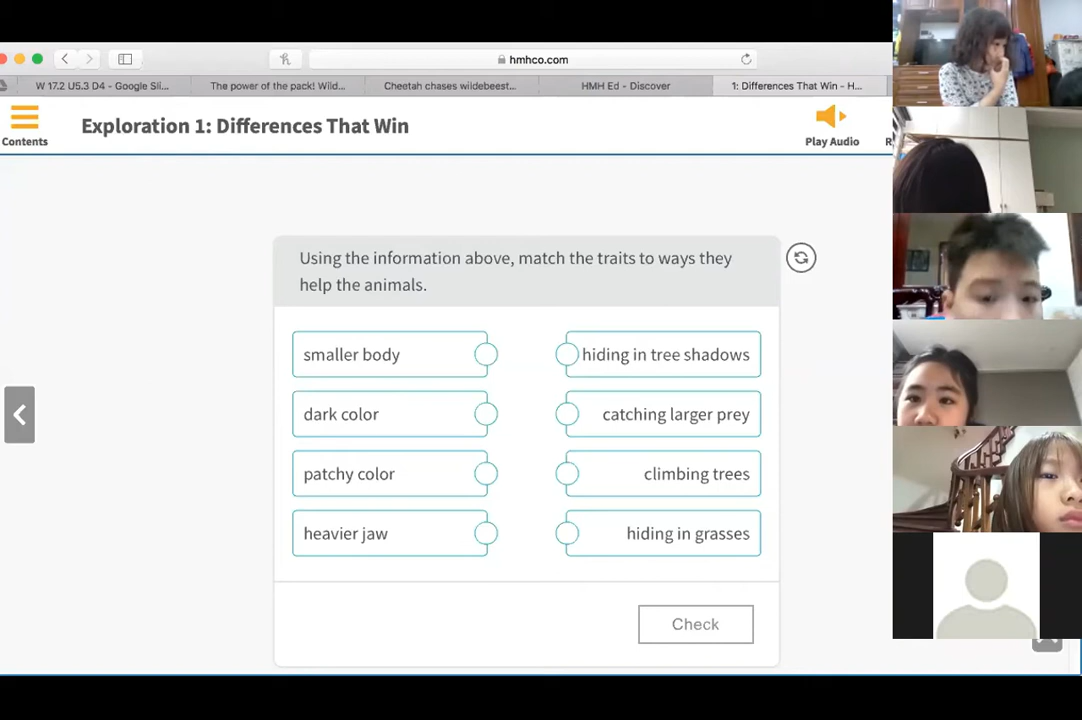 hmhco.com
W 17.2 U5.3 D4 - Google Sli...
The power of the pack! Wild...
Cheetah chases wildebeest...
HMH Ed - Discover
1: Differences That Win - H...
Contents
Exploration 1: Differences That Win
Play Audio
R
Using the information above, match the traits to ways they
help the animals.
smaller body
hiding in tree shadows
dark color
catching larger prey
patchy color
climbing trees
heavier jaw
hiding in grasses
Check